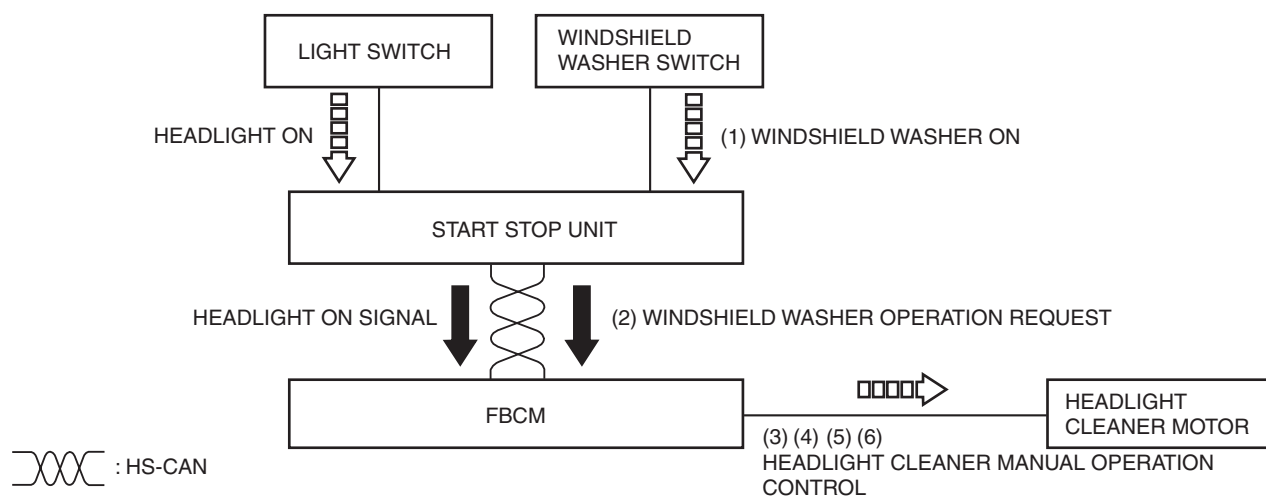 LIGHT SWITCH
WINDSHIELD
WASHER SWITCH
HEADLIGHT ON
(1) WINDSHIELD WASHER ON
START STOP UNIT
HEADLIGHT ON SIGNAL
(2) WINDSHIELD WASHER OPERATION REQUEST
FBCM
HEADLIGHT
CLEANER MOTOR
(3) (4) (5) (6)
HEADLIGHT CLEANER MANUAL OPERATION
CONTROL
: HS-CAN